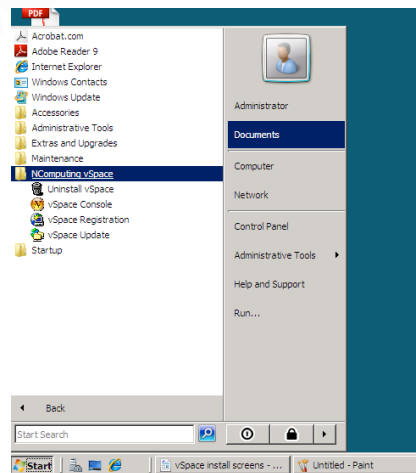 PDF
Acrobat.com
Adobe Reader 9
Internet Explorer
Windows Contacts
Windows Update
Accessories
Administrative Tools
Extras and Upgrades
Maintenance
NComputing vSpace
Uninstall vSpace
vSpace Console
vSpace Registration
vSpace Update
Startup
Back
Start Search
Administrator
Documents
Computer
Network
Control Panel
Administrative Tools
Help and Support
Run...
Start
vSpace install screens - ...
Untitled - Paint